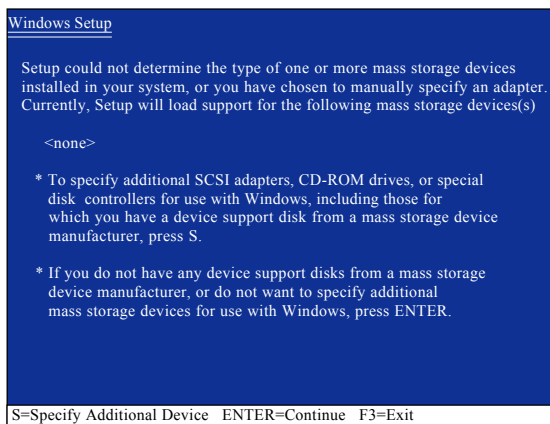 Windows Setup
Setup could not determine the type of one or more mass storage devices
installed in your system, or you have chosen to manually specify an adapter.
Currently, Setup will load support for the following mass storage devices(s)
<none>
* To specify additional SCSI adapters, CD-ROM drives, or special
disk controllers for use with Windows, including those for
which you have a device support disk from a mass storage device
manufacturer, press S.
* If you do not have any device support disks from a mass storage
device manufacturer, or do not want to specify additional
mass storage devices for use with Windows, press ENTER.
S=Specify Additional Device ENTER=Continue F3=Exit